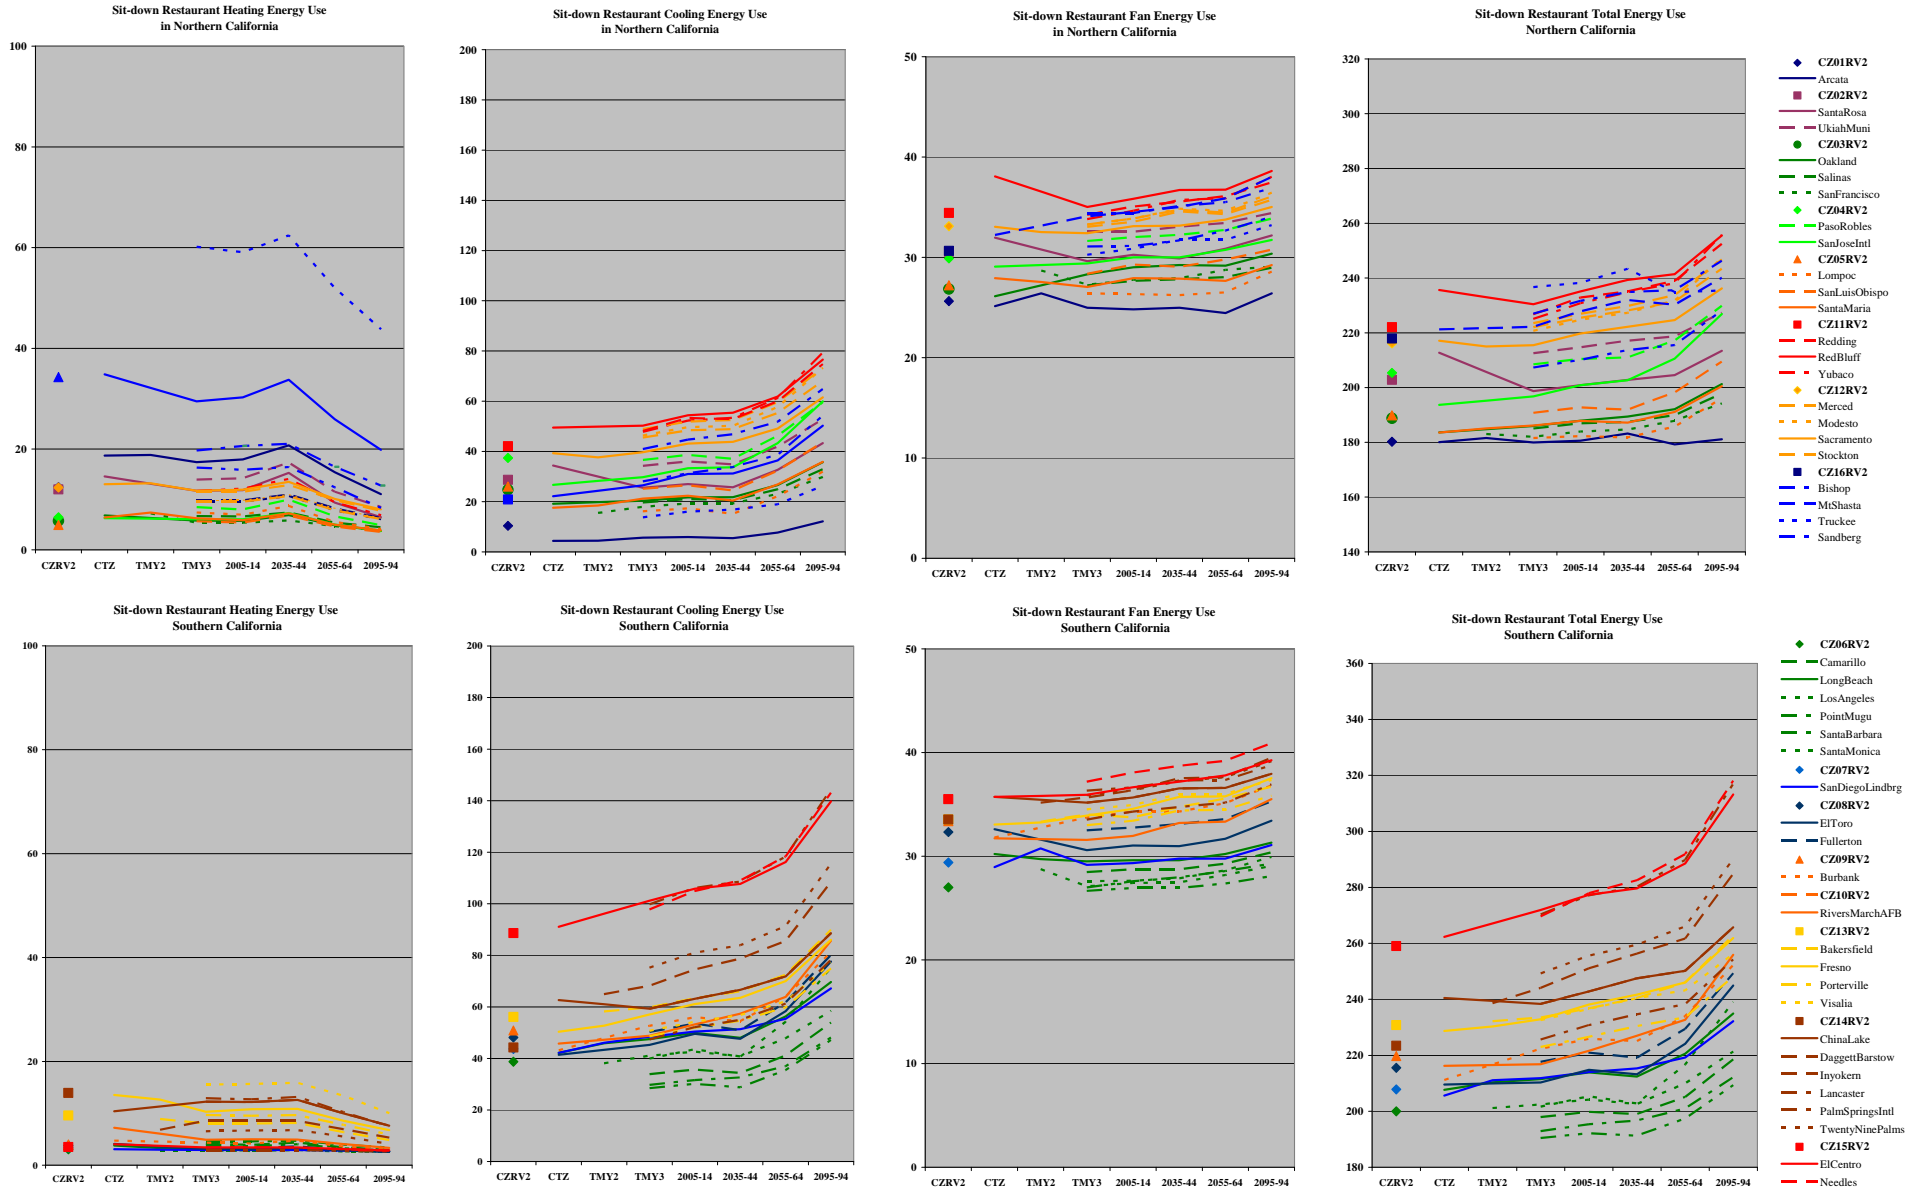 Sit-down Restaurant Heating Energy Use
in Northern California
100
80
60
40
20
0
CZRV2 CTZ TMY2 TMY3 2005-14 2035-44 2055-64 2095-94
Sit-down Restaurant Cooling Energy Use
in Northern California
200
180
160
140
120
100
80
60
40
20
0
CZRV2 CTZ TMY2 TMY3 2005-14 2035-44 2055-64 2095-94
Sit-down Restaurant Fan Energy Use
in Northern California
50
40
30
20
10
0
CZRV2 CTZ TMY2 TMY3 2005-14 2035-44 2055-64 2095-94
Sit-down Restaurant Total Energy Use
Northern California
320
300
280
260
240
220
200
180
160
140
CZRV2 CTZ TMY2 TMY3 2005-14 2035-44 2055-64 2095-94
CZ01RV2
Arcata
CZ02RV2
SantaRosa
UkiahMuni
CZ03RV2
Oakland
Salinas
SanFrancisco
CZ04RV2
PasoRobles
SanJoseIntl
CZ05RV2
Lompoc
SanLuisObispo
SantaMaria
CZ11RV2
Redding
RedBluff
Yubaco
CZ12RV2
Merced
Modesto
Sacramento
Stockton
CZ16RV2
Bishop
MtShasta
Truckee
Sandberg
Sit-down Restaurant Heating Energy Use
Southern California
100
80
60
40
20
0
CZRV2 CTZ TMY2 TMY3 2005-14 2035-44 2055-64 2095-94
Sit-down Restaurant Cooling Energy Use
Southern California
200
180
160
140
120
100
80
60
40
20
0
CZRV2 CTZ TMY2 TMY3 2005-14 2035-44 2055-64 2095-94
Sit-down Restaurant Fan Energy Use
Southern California
50
40
30
20
10
0
CZRV2 CTZ TMY2 TMY3 2005-14 2035-44 2055-64 2095-94
Sit-down Restaurant Total Energy Use
Southern California
360
340
320
300
280
260
240
220
200
180
CZRV2 CTZ TMY2 TMY3 2005-14 2035-44 2055-64 2095-94
CZ06RV2
Camarillo
LongBeach
LosAngeles
PointMugu
SantaBarbara
SantaMonica
CZ07RV2
SanDiegoLindbrg
CZ08RV2
ElToro
Fullerton
CZ09RV2
Burbank
CZ10RV2
RiversMarchAFB
CZ13RV2
Bakersfield
Fresno
Porterville
Visalia
CZ14RV2
ChinaLake
DaggettBarstow
Inyokern
Lancaster
PalmSpringsIntl
TwentyNinePalms
CZ15RV2
ElCentro
Needles